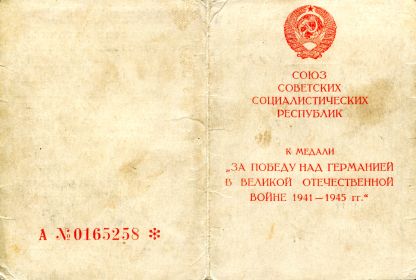 А №0165258 *
СОЮЗ
СОВЕТСКИХ
СОЦИАЛИСТИЧЕСКИХ
РЕСПУБЛИК
К МЕДАЛИ
„ЗА ПОБЕДУ НАД ГЕРМАНИЕЙ
В ВЕЛИКОЙ ОТЕЧЕСТВЕННОЙ
ВОЙНЕ 1941—1945 гг.“